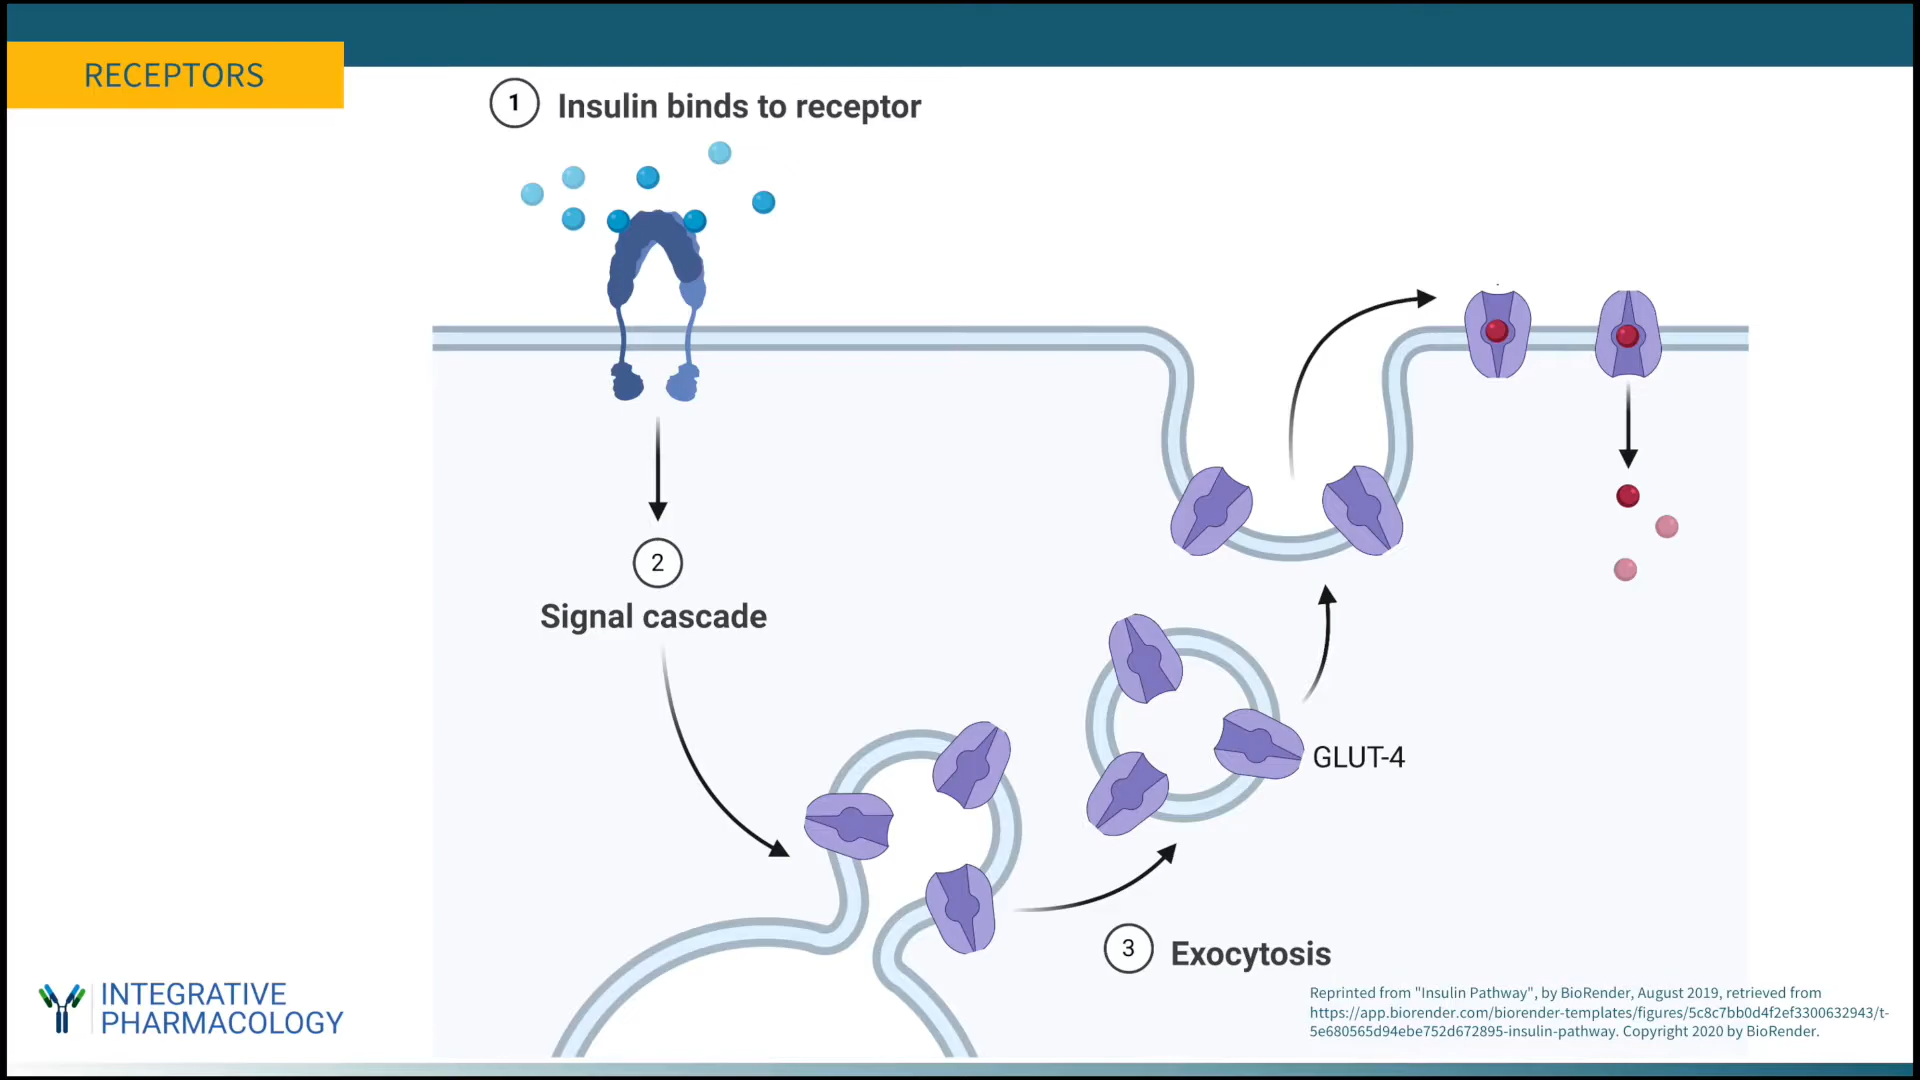 RECEPTORS
1 Insulin binds to receptor
2
Signal cascade
GLUT-4
3 Exocytosis
INTEGRATIVE
PHARMACOLOGY
Reprinted from "Insulin Pathway", by BioRender, August 2019, retrieved from
https://app.biorender.com/biorender-templates/figures/5c8c7bb0d4f2ef3300632943/t-
5e680565d94ebe752d672895-insulin-pathway. Copyright 2020 by BioRender.